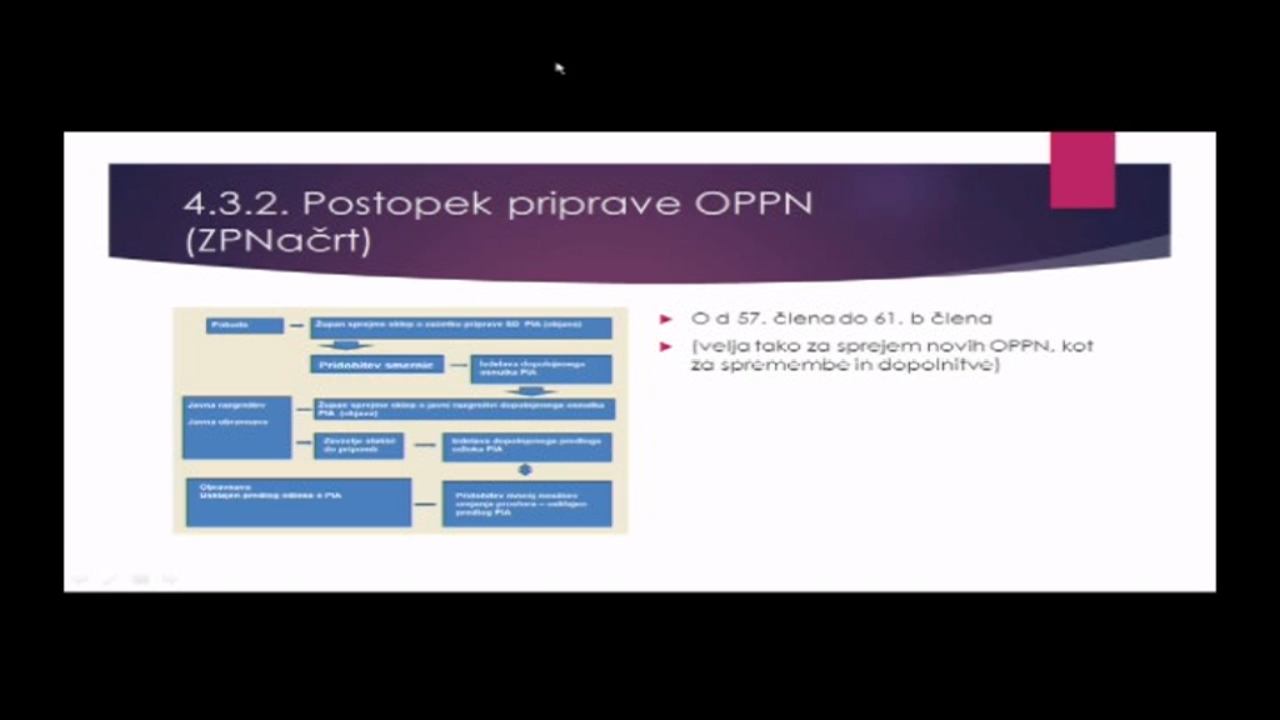 4.3.2. Postopek priprave OPPN
(ZPNačrt)
Pobuda
Župan sprejme sklep o začetku priprave SD PIA (objava)
Pridobitev smernic
Izdelava dopolnjenega
osnutka PIA
Javna razgrnitev
Javna obravnava
Župan sprejme sklep o javni razgrnitvi dopolnjenega osnutka
PIA (objava)
Zavzetje stališč
do pripomb
Izdelava dopolnjenega predloga
odloka PIA
Obravnava
Usklajen predlog odloka o PIA
Pridobitev mnenj nosilcev
urejanja prostora – usklajen
predlog PIA
O d 57. člena do 61. b člena
(velja tako za sprejem novih OPPN, kot
za spremembe in dopolnitve)